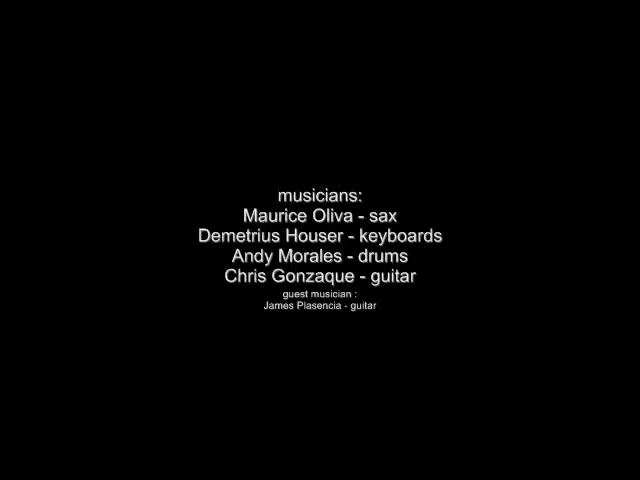 musicians:
Maurice Oliva - sax
Demetrius Houser - keyboards
Andy Morales - drums
Chris Gonzaque - guitar
guest musician :
James Plasencia - guitar